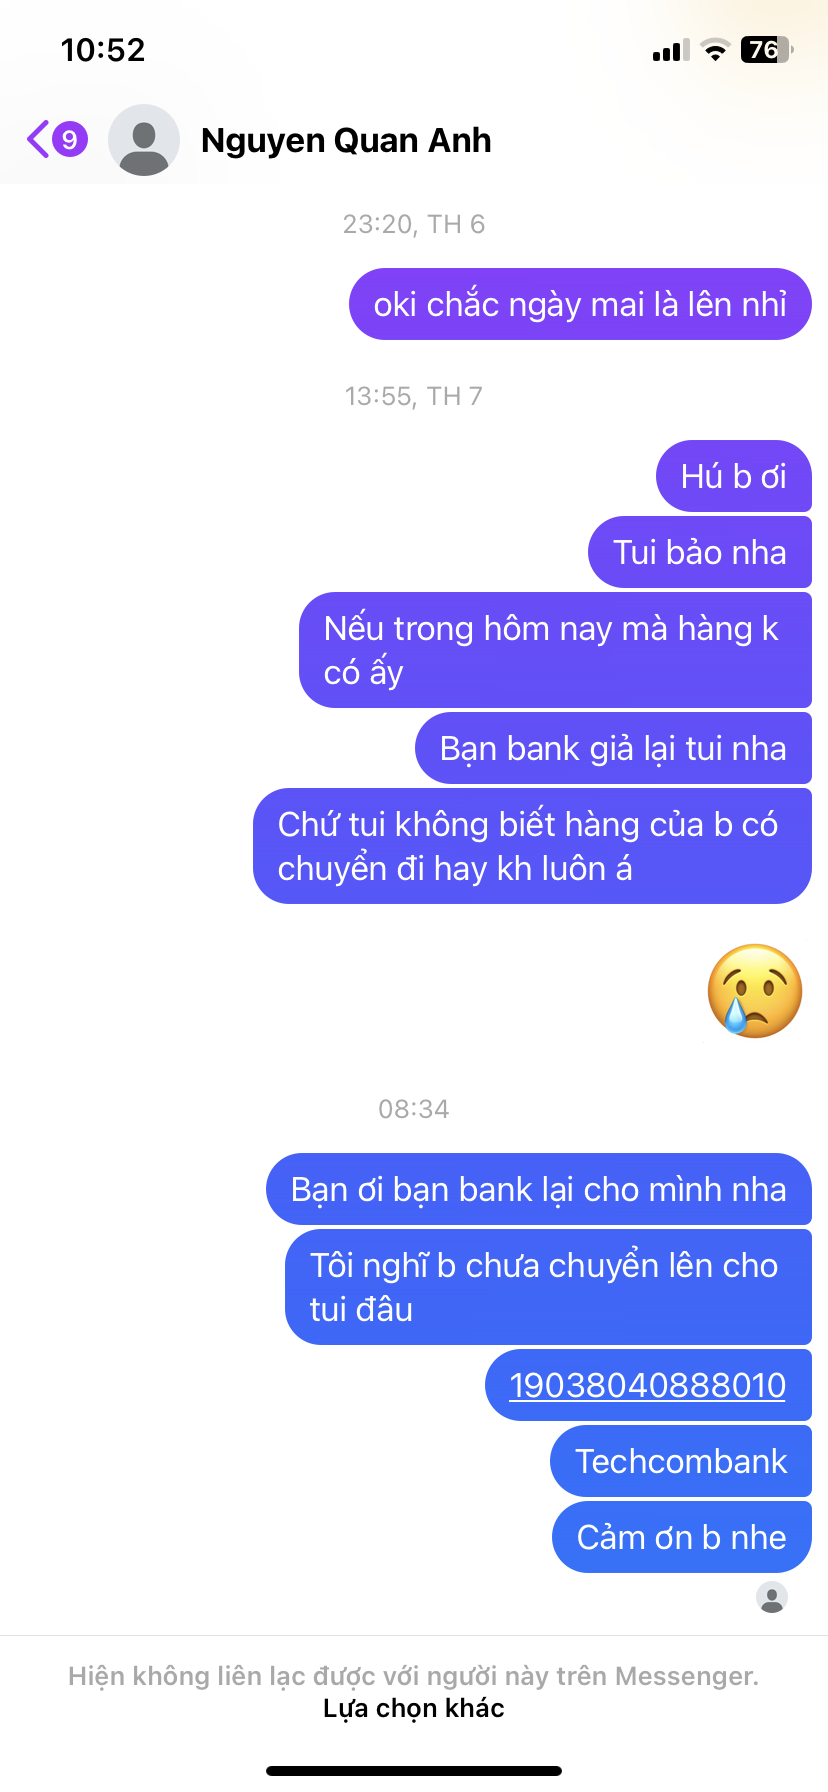 10:52
76
9
Nguyen Quan Anh
23:20, TH 6
oki chắc ngày mai là lên nhỉ
13:55, TH 7
Hú b ơi
Tui bảo nha
Nếu trong hôm nay mà hàng k
có ấy
Bạn bank giả lại tui nha
Chứ tui không biết hàng của b có
chuyển đi hay kh luôn á
08:34
Bạn ơi bạn bank lại cho mình nha
Tôi nghĩ b chưa chuyển lên cho
tui đâu
19038040888010
Techcombank
Cảm ơn b nhe
Hiện không liên lạc được với người này trên Messenger.
Lựa chọn khác